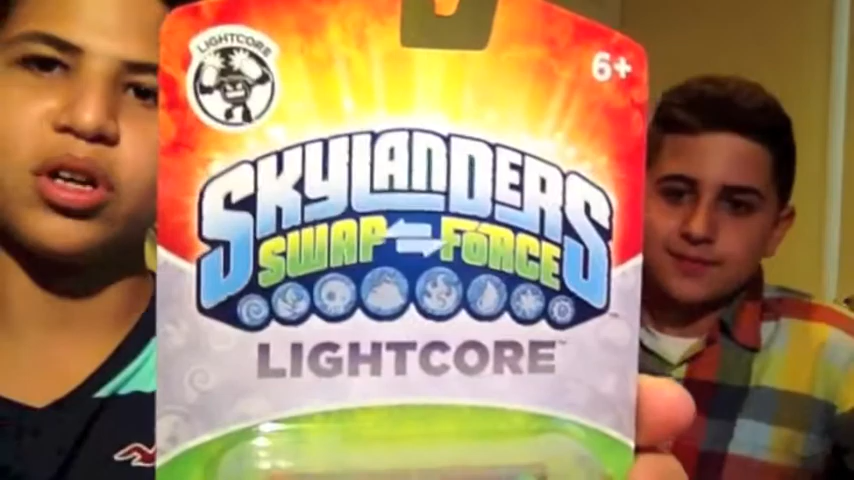 LIGHTCORE
6+
SKYLANDERS
SWAP FORCE
LIGHTCORE™